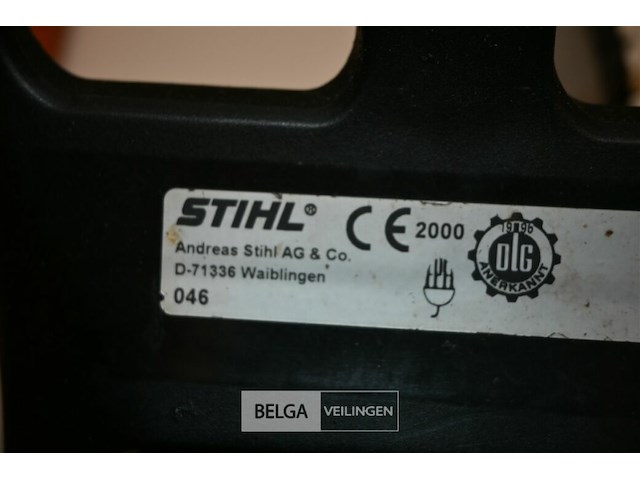 STIHL®
Andreas Stihl AG & Co.
D-71336 Waiblingen
046
CE 2000
1996
DLG
ANERKANNT
BELGA VEILINGEN